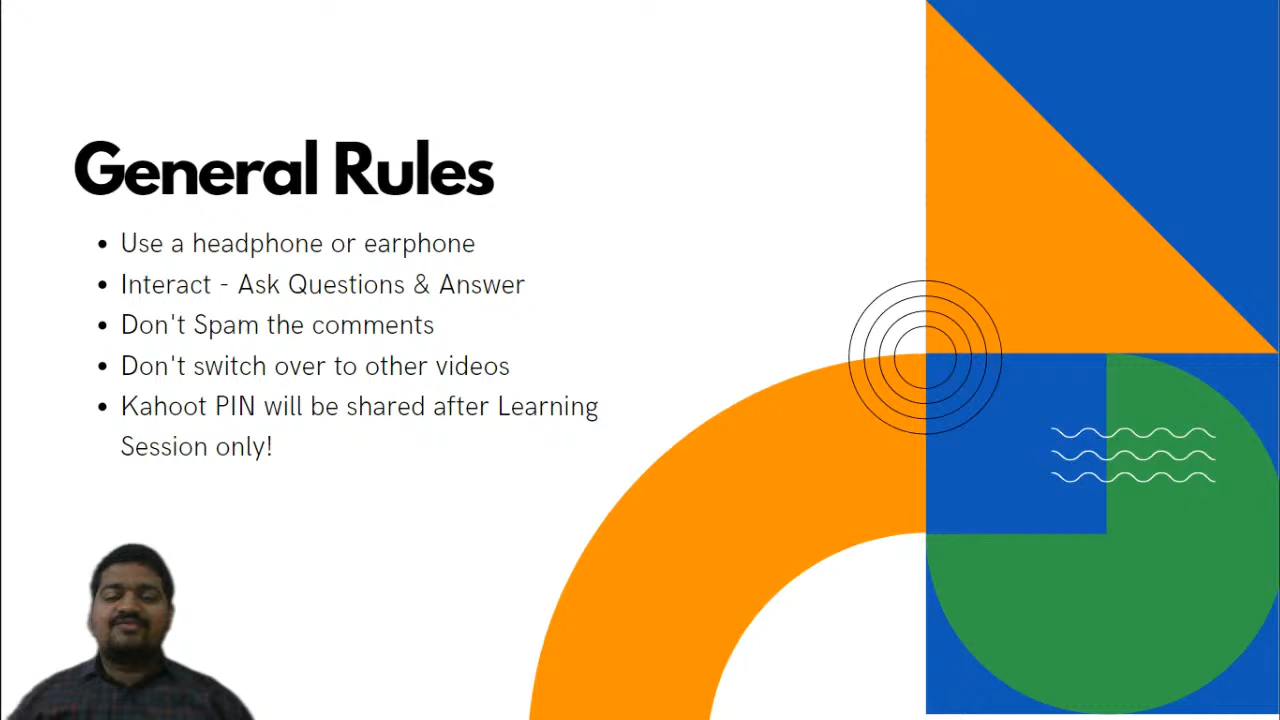 General Rules
• Use a headphone or earphone
• Interact - Ask Questions & Answer
• Don't Spam the comments
• Don't switch over to other videos
• Kahoot PIN will be shared after Learning
Session only!